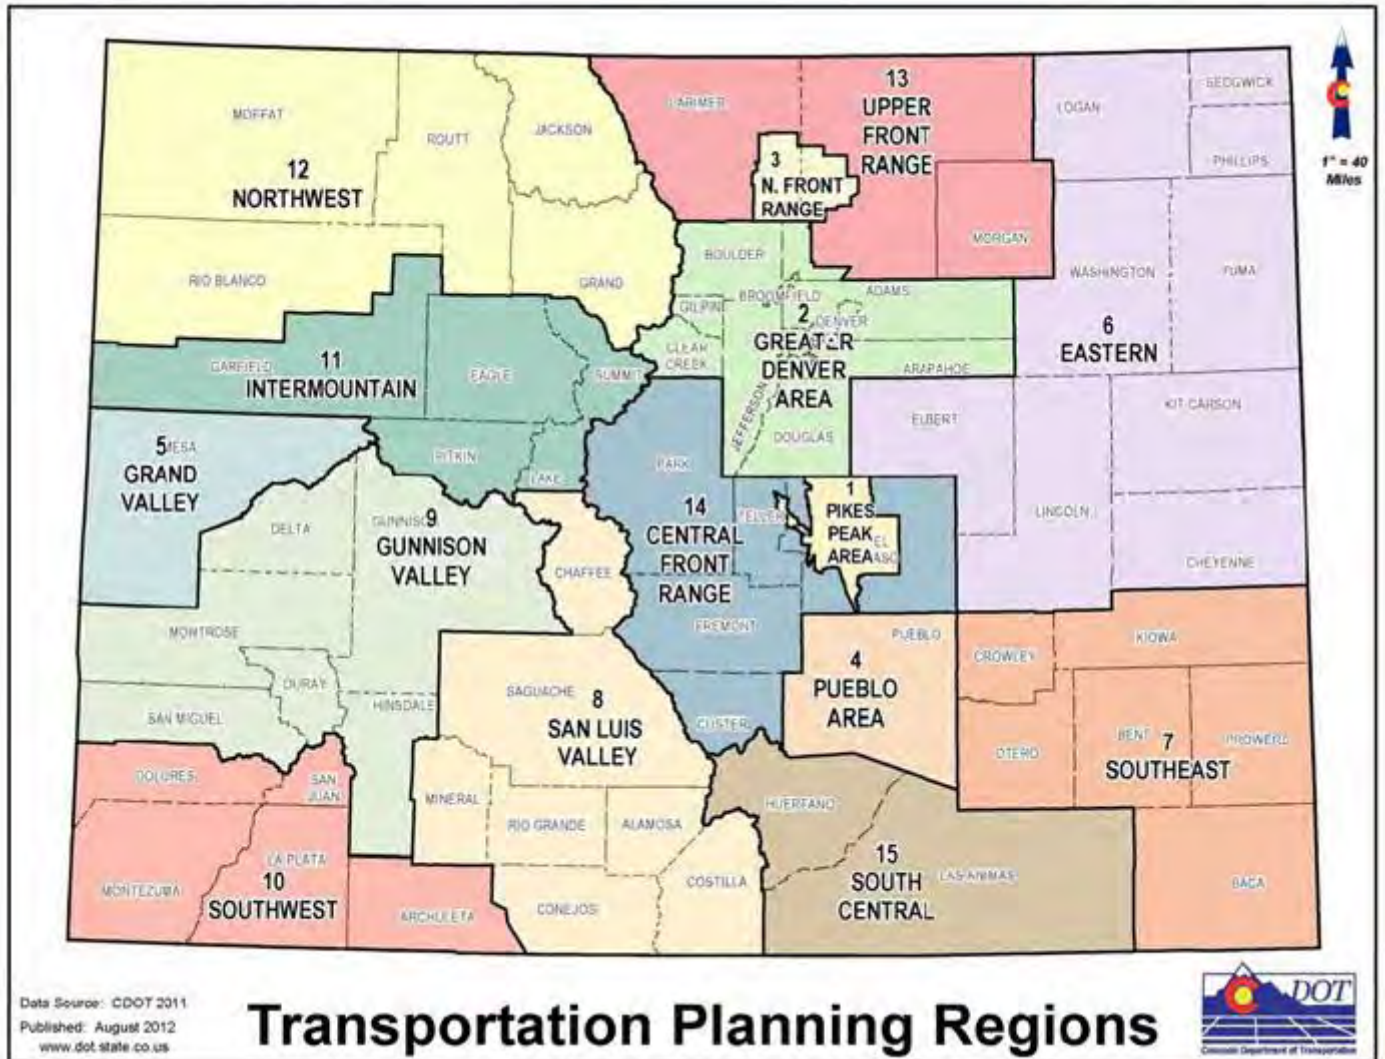 13
UPPER
FRONT
RANGE
LARIMER
LOGAN
SEDGWICK
PHILLIPS
1" = 40
Miles
MOFFAT
ROUTT
JACKSON
12
NORTHWEST
3
N. FRONT
RANGE
MORGAN
RIO BLANCO
GRAND
BOULDER
WASHINGTON
YUMA
BROOMFIELD
ADAMS
GILPIN
2
DENVER
GREATER
DENVER
AREA
CLEAR
CREEK
ARAPAHOE
JEFFERSON
DOUGLAS
6
EASTERN
GARFIELD
11
INTERMOUNTAIN
EAGLE
SUMMIT
PITKIN
LAKE
ELBERT
KIT CARSON
LINCOLN
CHEYENNE
5
MESA
GRAND
VALLEY
DELTA
9
GUNNISON
VALLEY
PARK
14
CENTRAL
FRONT
RANGE
TELLER
1
PIKES
PEAK
AREA
EL
CHAFFEE
FREMONT
CUSTER
MONTROSE
OURAY
SAN MIGUEL
HINSDALE
SAGUACHE
8
SAN LUIS
VALLEY
PUEBLO
4
PUEBLO
AREA
CROWLEY
KIOWA
OTERO
BENT
7
SOUTHEAST
PROWERS
BACA
DOLORES
SAN
JUAN
MINERAL
RIO GRANDE
ALAMOSA
HUERFANO
MONTEZUMA
LA PLATA
10
SOUTHWEST
ARCHULETA
CONEJOS
COSTILLA
15
SOUTH
CENTRAL
LAS ANIMAS
Data Source: CDOT 2011
Published: August 2012
www.dot.state.co.us
Transportation Planning Regions
DOT
Colorado Department of Transportation